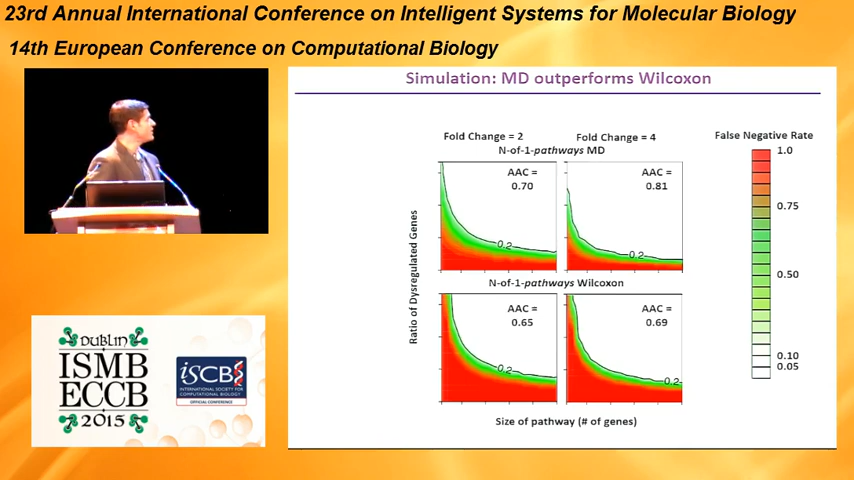 23rd Annual International Conference on Intelligent Systems for Molecular Biology
14th European Conference on Computational Biology
Simulation: MD outperforms Wilcoxon
Fold Change = 2
Fold Change = 4
False Negative Rate
N-of-1-pathways MD
AAC =
0.70
AAC =
0.81
0.2
0.2
N-of-1-pathways Wilcoxon
AAC =
0.65
AAC =
0.69
0.2
0.2
Ratio of Dysregulated Genes
Size of pathway (# of genes)
1.0
0.75
0.50
0.10
0.05
DUBLIN
ISMB
ECCB
2015
ISCB
INTERNATIONAL SOCIETY FOR
COMPUTATIONAL BIOLOGY
OFFICIAL CONFERENCE